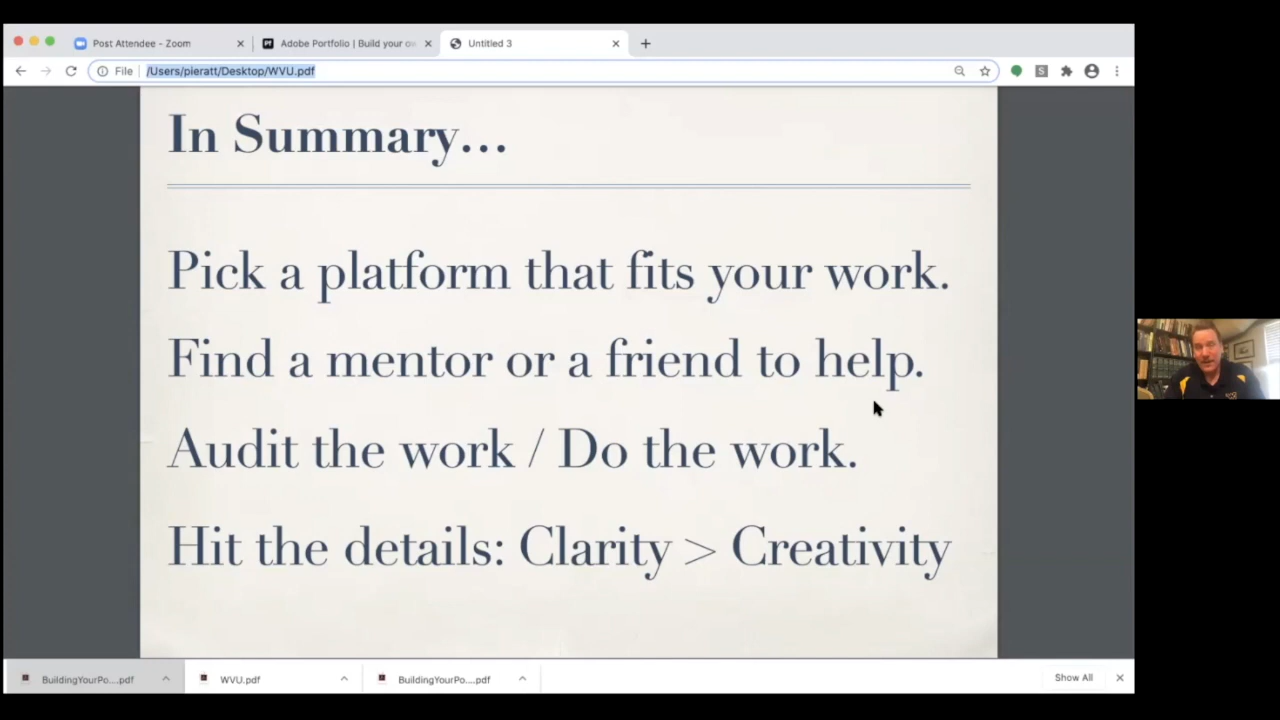 Post Attendee - Zoom
Adobe Portfolio | Build your ow
Untitled 3
File
/Users/pieratt/Desktop/WVU.pdf
In Summary...
Pick a platform that fits your work.
Find a mentor or a friend to help.
Audit the work / Do the work.
Hit the details: Clarity > Creativity
BuildingYourPo....pdf
WVU.pdf
BuildingYourPo....pdf
Show All